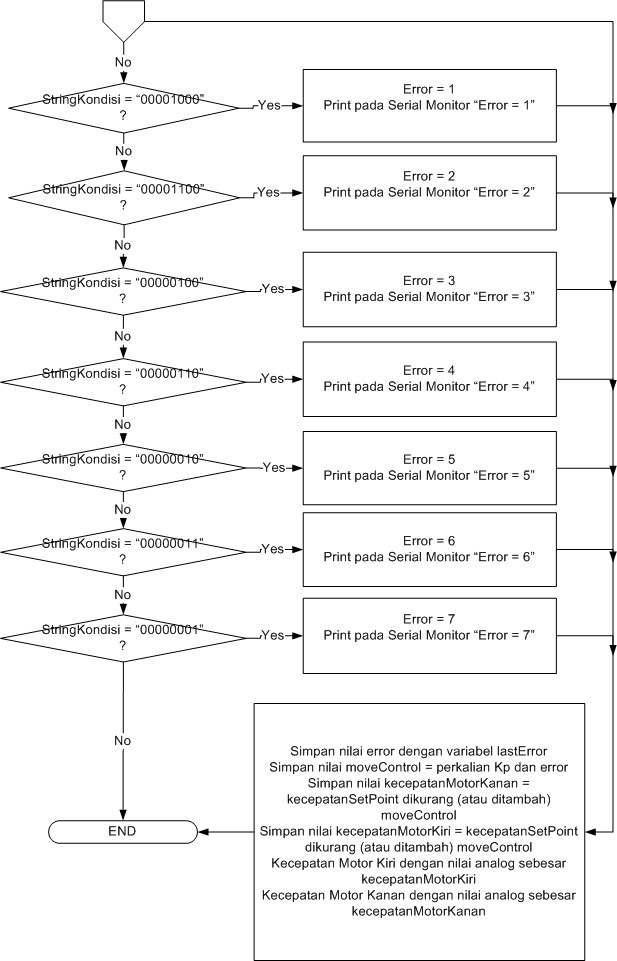 No
StringKondisi = “00001000”
?
Yes
Error = 1
Print pada Serial Monitor “Error = 1”
No
StringKondisi = “00001100”
?
Yes
Error = 2
Print pada Serial Monitor “Error = 2”
No
StringKondisi = “00000100”
?
Yes
Error = 3
Print pada Serial Monitor “Error = 3”
No
StringKondisi = “00000110”
?
Yes
Error = 4
Print pada Serial Monitor “Error = 4”
No
StringKondisi = “00000010”
?
Yes
Error = 5
Print pada Serial Monitor “Error = 5”
No
StringKondisi = “00000011”
?
Yes
Error = 6
Print pada Serial Monitor “Error = 6”
No
StringKondisi = “00000001”
?
Yes
Error = 7
Print pada Serial Monitor “Error = 7”
No
END
Simpan nilai error dengan variabel lastError
Simpan nilai moveControl = perkalian Kp dan error
Simpan nilai kecepatanMotorKanan =
kecepatanSetPoint dikurang (atau ditambah)
moveControl
Simpan nilai kecepatanMotorKiri = kecepatanSetPoint
dikurang (atau ditambah) moveControl
Kecepatan Motor Kiri dengan nilai analog sebesar
kecepatanMotorKiri
Kecepatan Motor Kanan dengan nilai analog sebesar
kecepatanMotorKanan